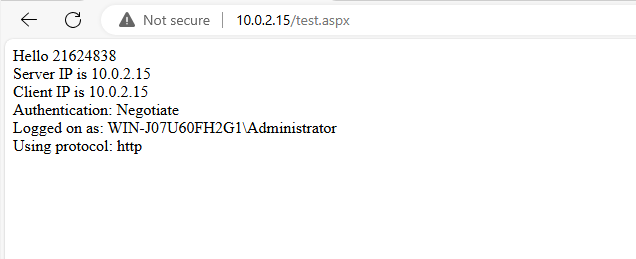 Not secure | 10.0.2.15/test.aspx
Hello 21624838
Server IP is 10.0.2.15
Client IP is 10.0.2.15
Authentication: Negotiate
Logged on as: WIN-J07U60FH2G1\Administrator
Using protocol: http